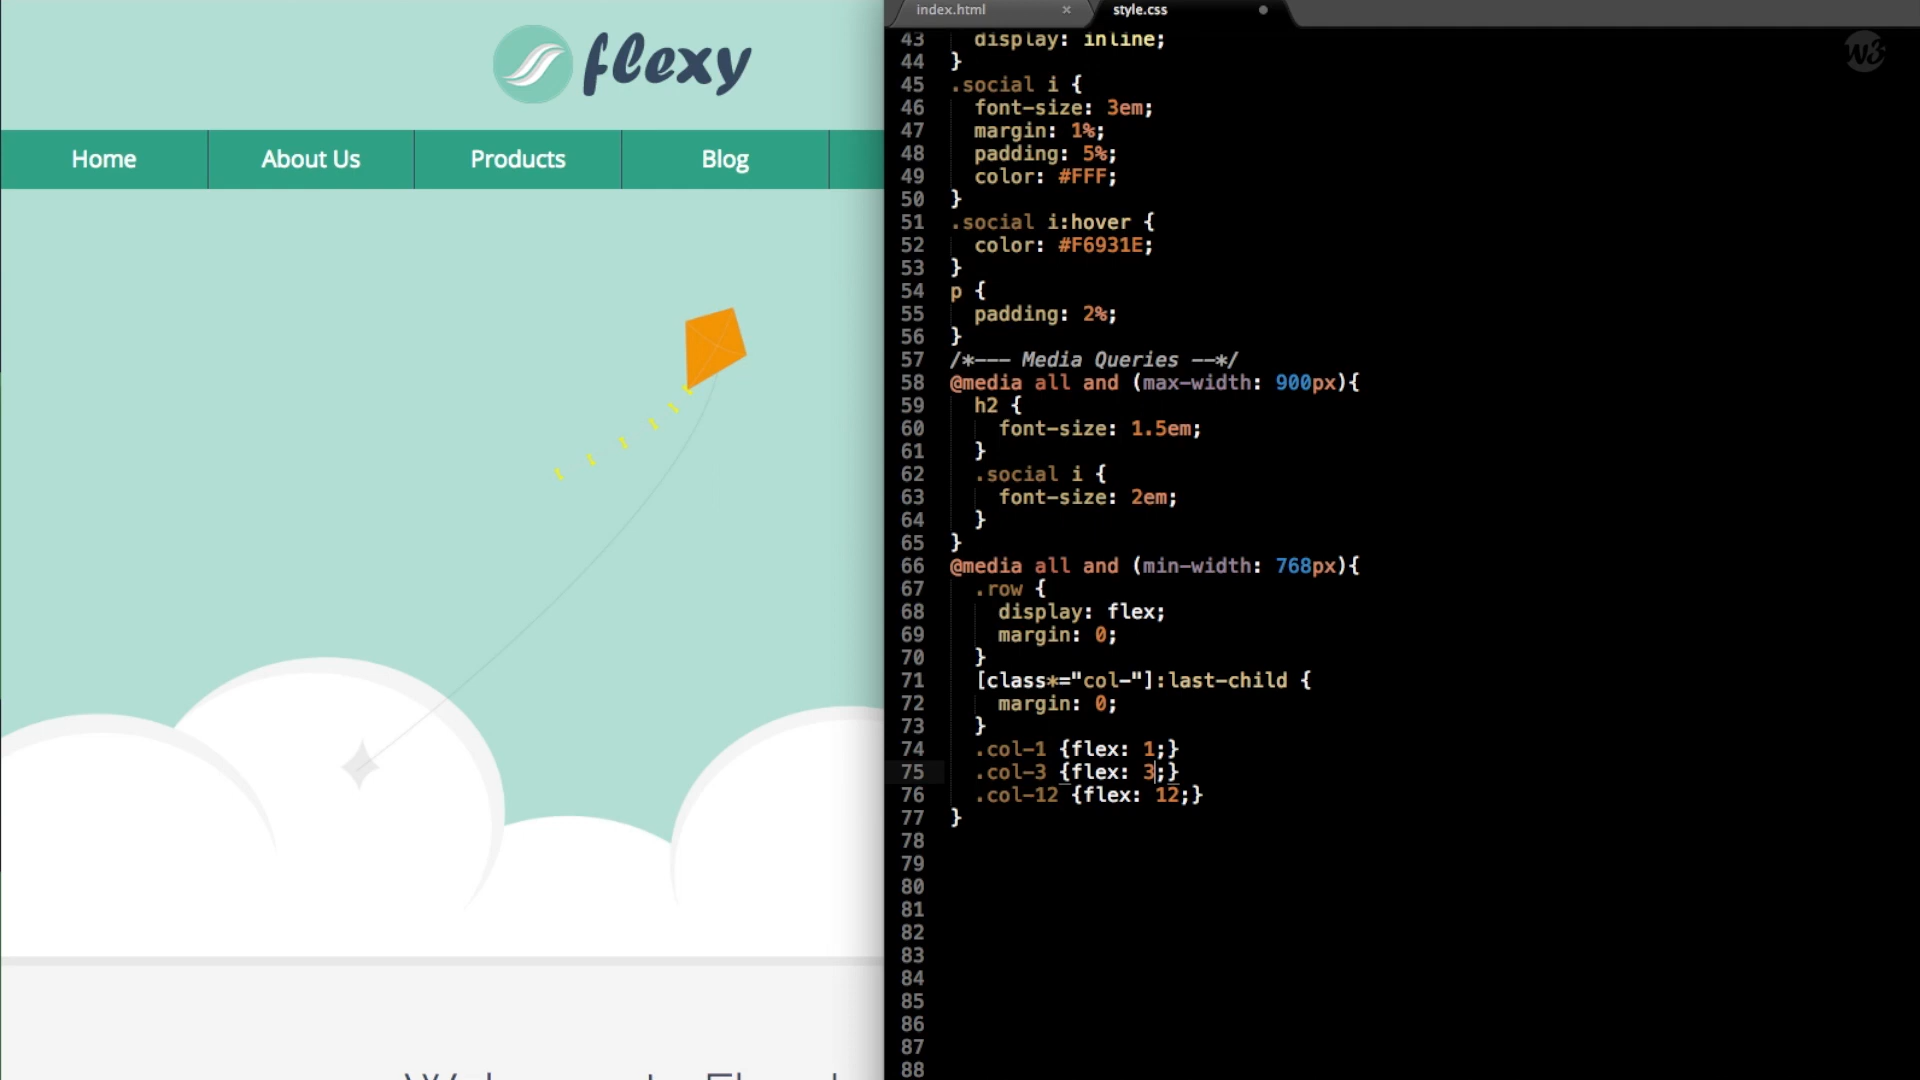 flexy
Home
About Us
Products
Blog
index.html ×
style.css
W3
43 display: inline;
44 }
45 .social i {
46 font-size: 3em;
47 margin: 1%;
48 padding: 5%;
49 color: #FFF;
50 }
51 .social i:hover {
52 color: #F6931E;
53 }
54 p {
55 padding: 2%;
56 }
57 /*--- Media Queries --*/
58 @media all and (max-width: 900px){
59 h2 {
60 font-size: 1.5em;
61 }
62 .social i {
63 font-size: 2em;
64 }
65 }
66 @media all and (min-width: 768px){
67 .row {
68 display: flex;
69 margin: 0;
70 }
71 [class*="col-"]:last-child {
72 margin: 0;
73 }
74 .col-1 {flex: 1;}
75 .col-3 {flex: 3;}
76 .col-12 {flex: 12;}
77 }
78
79
80
81
82
83
84
85
86
87
88